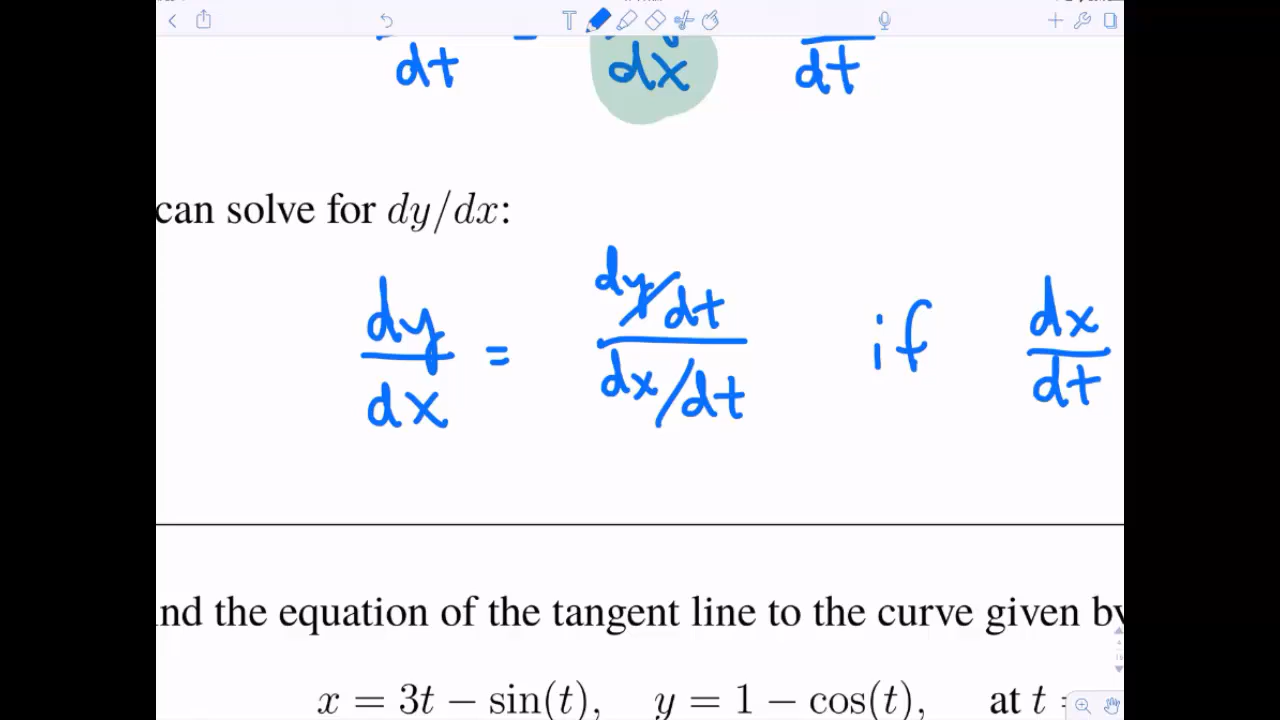 dt = dx dt
can solve for dy/dx:
dy/dx = (dy/dt)/(dx/dt) if dx/dt
nd the equation of the tangent line to the curve given by
x = 3t − sin(t), y = 1 − cos(t), at t =